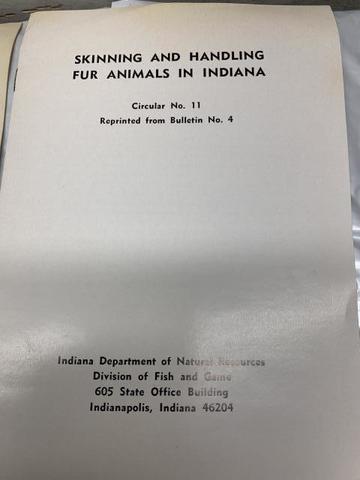 SKINNING AND HANDLING
FUR ANIMALS IN INDIANA
Circular No. 11
Reprinted from Bulletin No. 4
Indiana Department of Natural Resources
Division of Fish and Game
605 State Office Building
Indianapolis, Indiana 46204